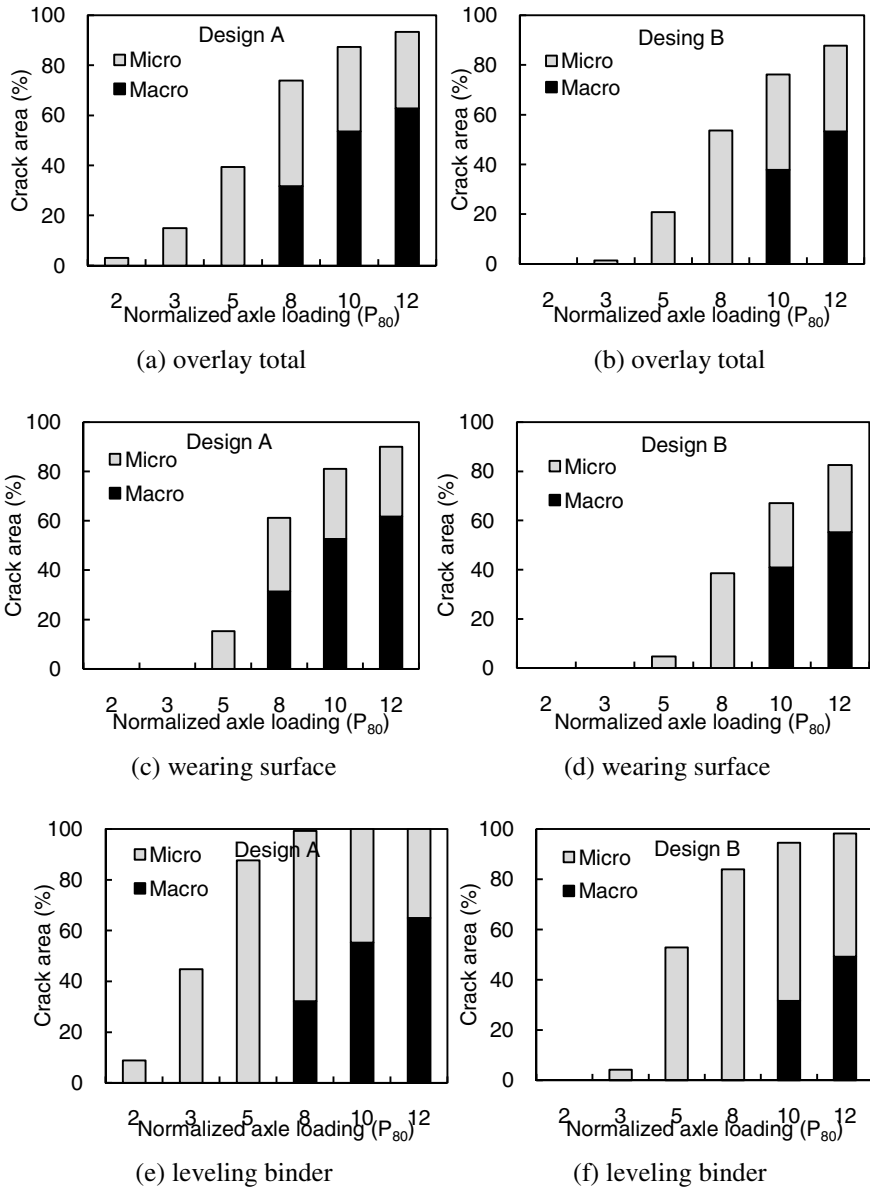 100
80
60
40
20
0
Crack area (%)
Design A
Micro
Macro
2 3 5 8 10 12
Normalized axle loading (P80)
(a) overlay total
100
80
60
40
20
0
Crack area (%)
Desing B
Micro
Macro
2 3 5 8 10 12
Normalized axle loading (P80)
(b) overlay total
100
80
60
40
20
0
Crack area (%)
Design A
Micro
Macro
2 3 5 8 10 12
Normalized axle loading (P80)
(c) wearing surface
100
80
60
40
20
0
Crack area (%)
Design B
Micro
Macro
2 3 5 8 10 12
Normalized axle loading (P80)
(d) wearing surface
100
80
60
40
20
0
Crack area (%)
Design A
Micro
Macro
2 3 5 8 10 12
Normalized axle loading (P80)
(e) leveling binder
100
80
60
40
20
0
Crack area (%)
Design B
Micro
Macro
2 3 5 8 10 12
Normalized axle loading (P80)
(f) leveling binder